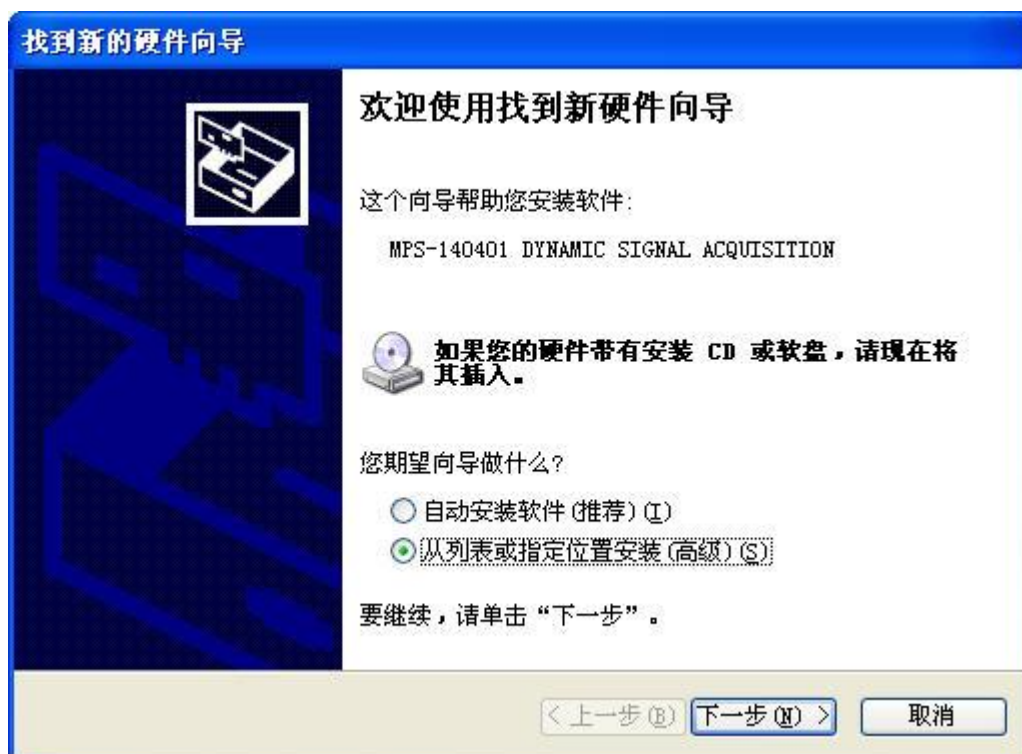 找到新的硬件向导
欢迎使用找到新硬件向导
这个向导帮助您安装软件:
MPS-140401 DYNAMIC SIGNAL ACQUISITION
如果您的硬件带有安装 CD 或软盘，请现在将
其插入。
您期望向导做什么?
自动安装软件(推荐)(I)
从列表或指定位置安装(高级)(S)
要继续，请单击“下一步”。
< 上一步(B) 下一步(N) > 取消